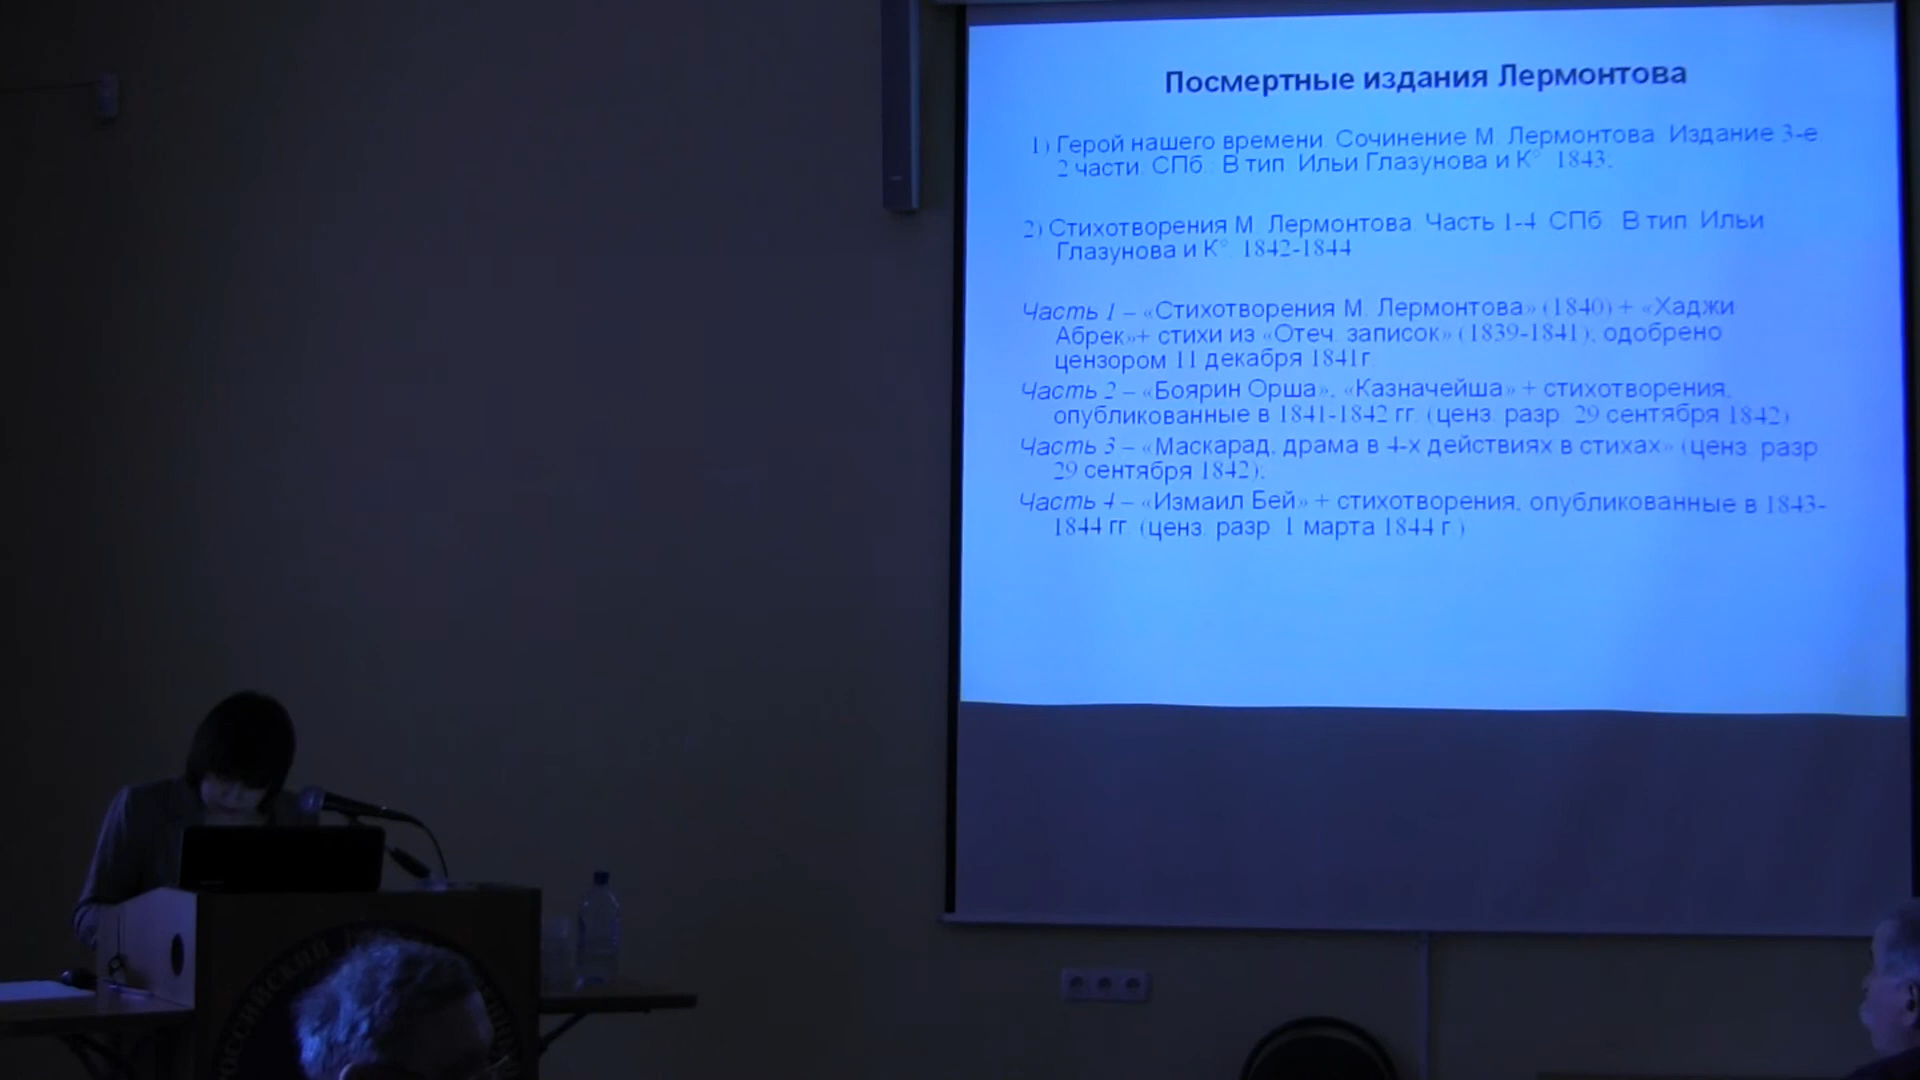 Посмертные издания Лермонтова
1) Герой нашего времени. Сочинение М. Лермонтова. Издание 3-е.
2 части. СПб.: В тип. Ильи Глазунова и К°. 1843.
2) Стихотворения М. Лермонтова. Часть 1-4. СПб.: В тип. Ильи
Глазунова и К°. 1842-1844
Часть 1 – «Стихотворения М. Лермонтова» (1840) + «Хаджи
Абрек»+ стихи из «Отеч. записок» (1839-1841), одобрено
цензором 11 декабря 1841г.
Часть 2 – «Боярин Орша», «Казначейша» + стихотворения,
опубликованные в 1841-1842 гг. (ценз. разр. 29 сентября 1842)
Часть 3 – «Маскарад, драма в 4-х действиях в стихах» (ценз. разр.
29 сентября 1842).
Часть 4 – «Измаил Бей» + стихотворения, опубликованные в 1843-
1844 гг. (ценз. разр. 1 марта 1844 г.)